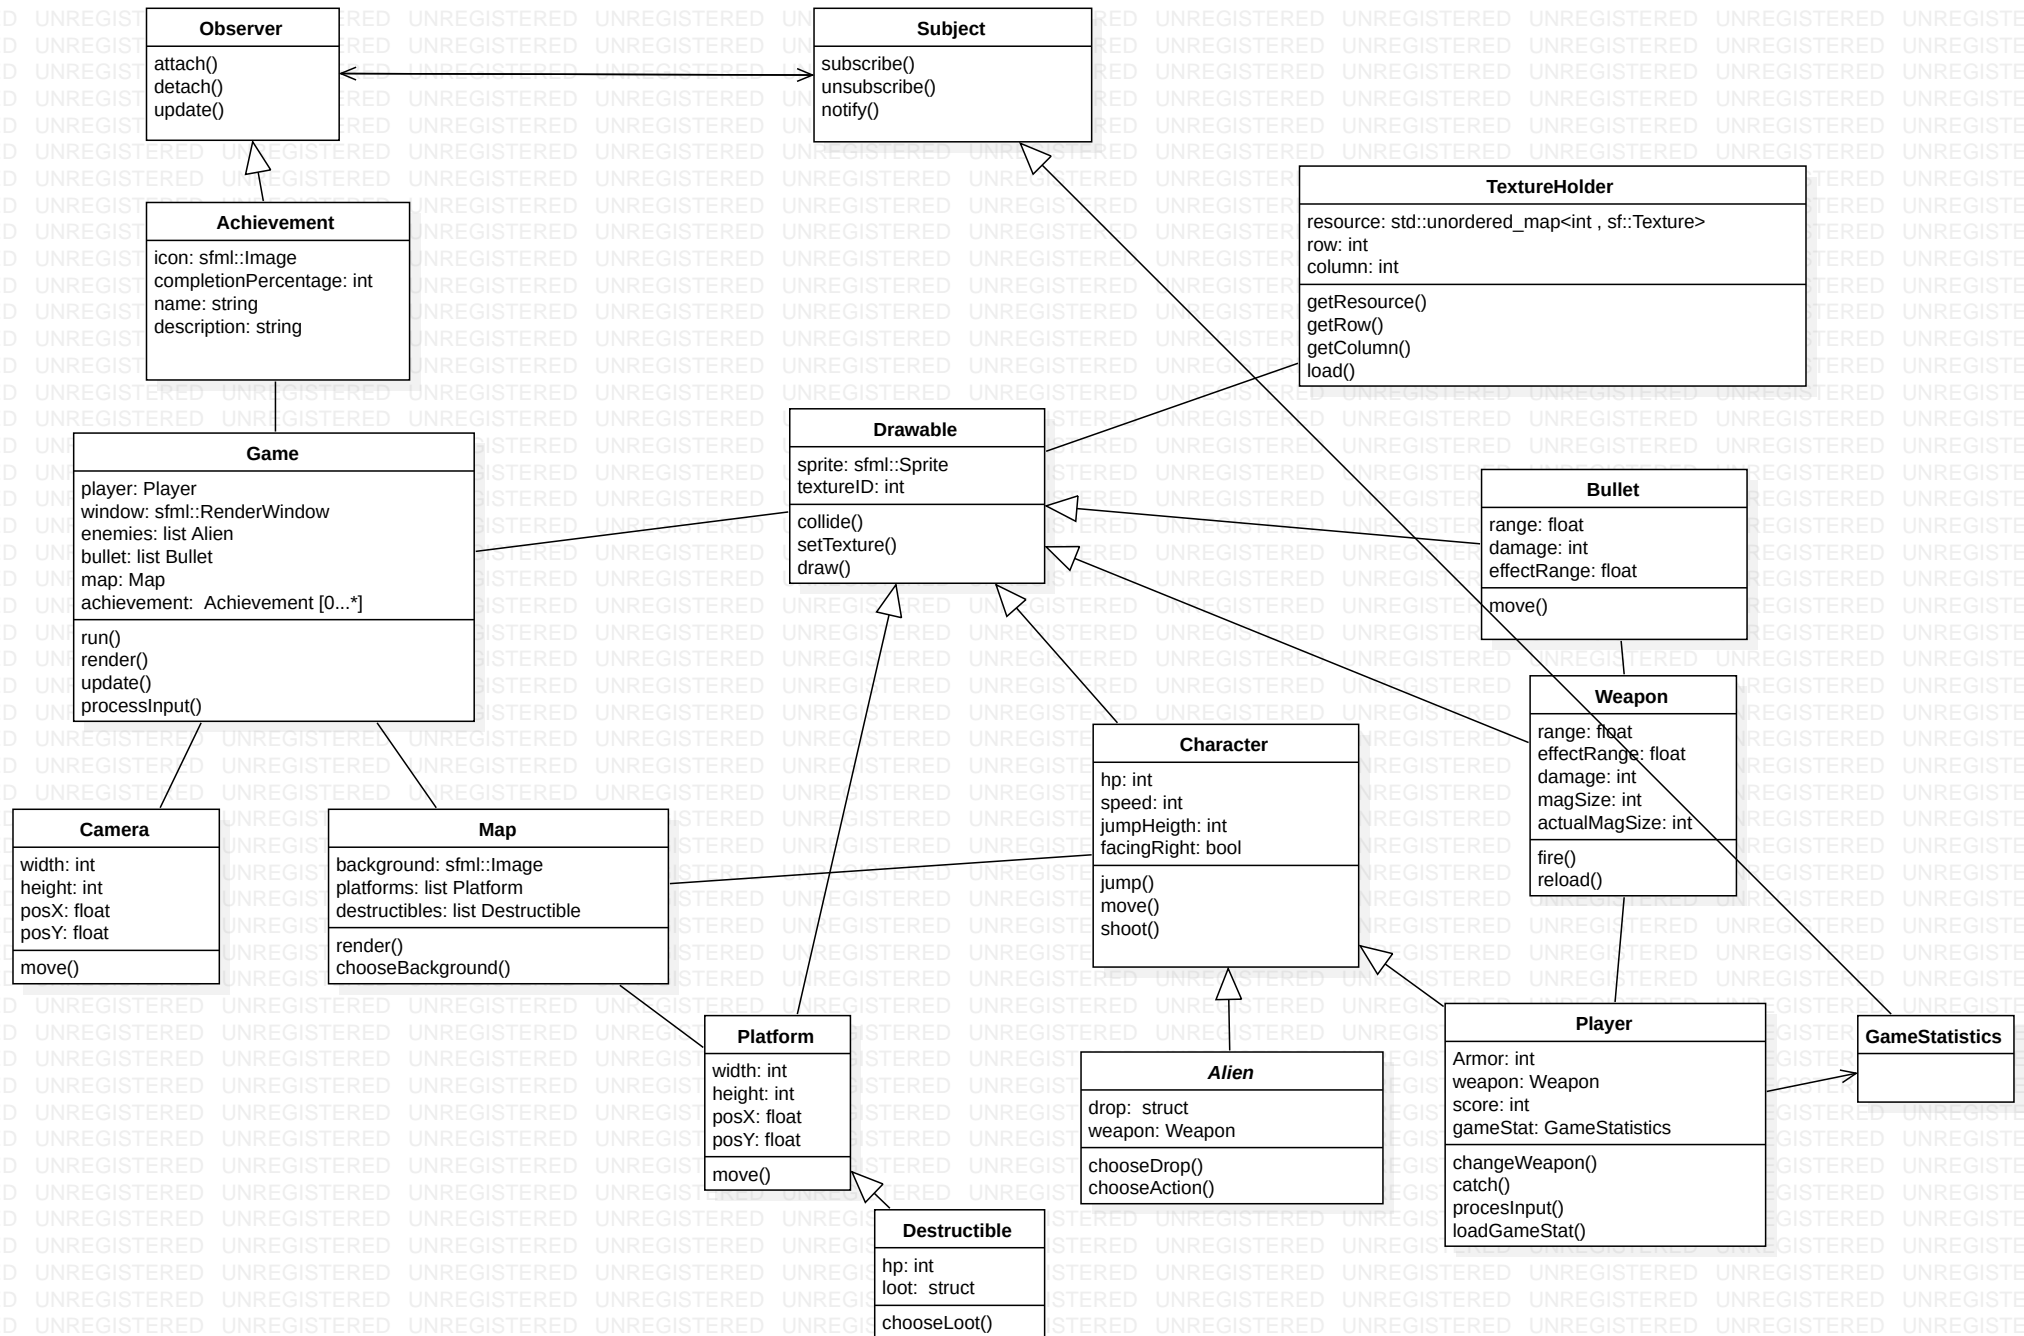 Observer
attach()
detach()
update()
Subject
subscribe()
unsubscribe()
notify()
TextureHolder
resource: std::unordered_map<int , sf::Texture>
row: int
column: int
getResource()
getRow()
getColumn()
load()
Achievement
icon: sfml::Image
completionPercentage: int
name: string
description: string
Game
player: Player
window: sfml::RenderWindow
enemies: list Alien
bullet: list Bullet
map: Map
achievement:  Achievement [0...*]
run()
render()
update()
processInput()
Drawable
sprite: sfml::Sprite
textureID: int
collide()
setTexture()
draw()
Bullet
range: float
damage: int
effectRange: float
move()
Weapon
range: float
effectRange: float
damage: int
magSize: int
actualMagSize: int
fire()
reload()
Character
hp: int
speed: int
jumpHeigth: int
facingRight: bool
jump()
move()
shoot()
Camera
width: int
height: int
posX: float
posY: float
move()
Map
background: sfml::Image
platforms: list Platform
destructibles: list Destructible
render()
chooseBackground()
Platform
width: int
height: int
posX: float
posY: float
move()
Alien
drop:  struct
weapon: Weapon
chooseDrop()
chooseAction()
Player
Armor: int
weapon: Weapon
score: int
gameStat: GameStatistics
changeWeapon()
catch()
procesInput()
loadGameStat()
GameStatistics
Destructible
hp: int
loot:  struct
chooseLoot()
UNREGISTERED